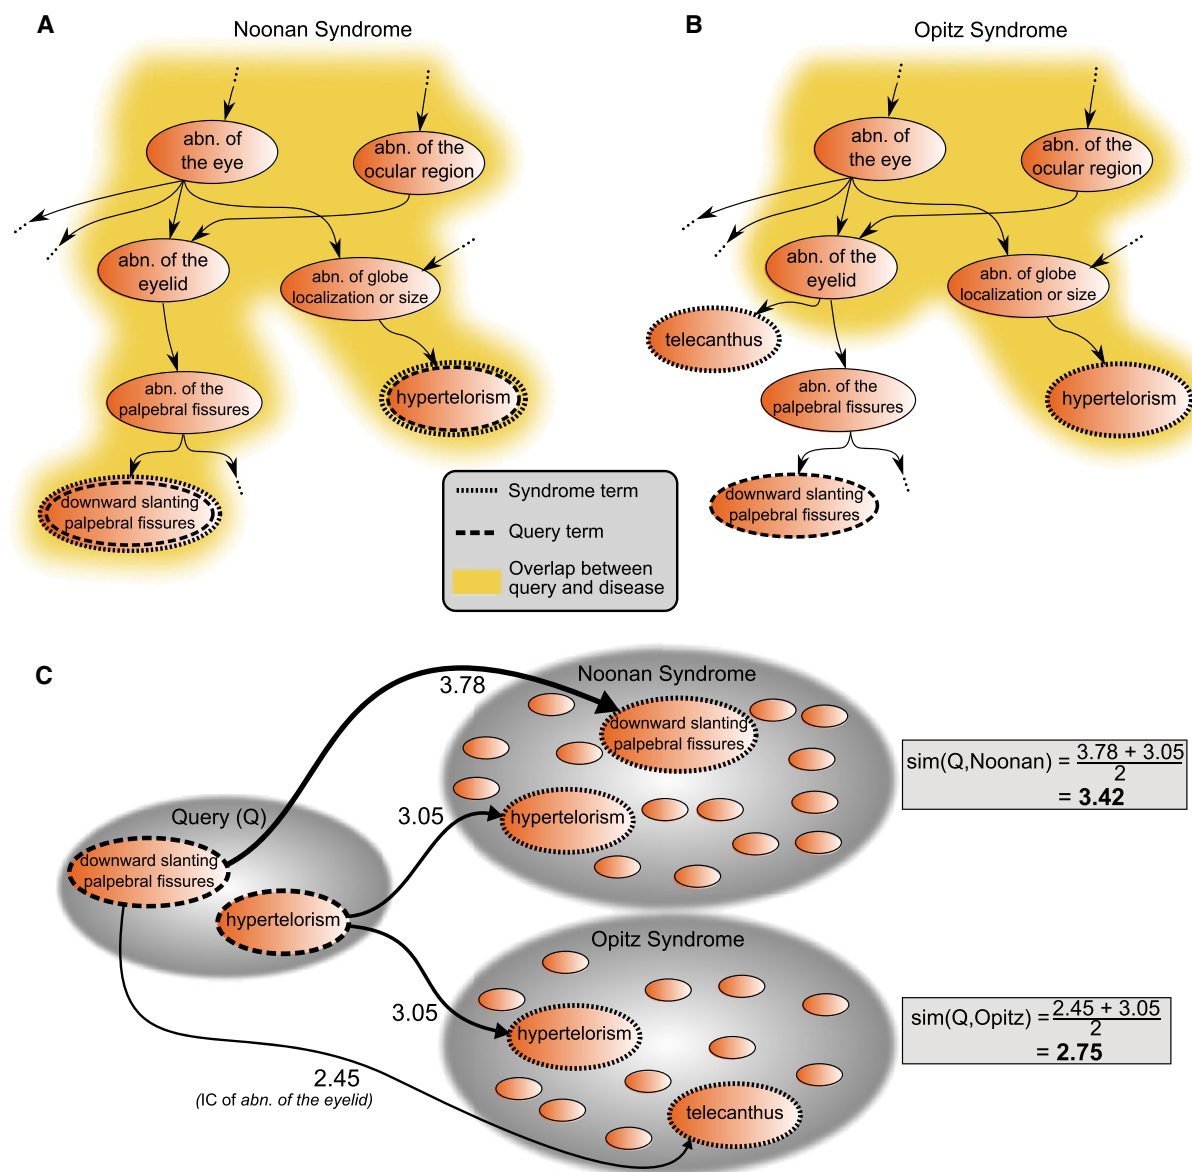 A
Noonan Syndrome
abn. of
the eye
abn. of the
ocular region
abn. of the
eyelid
abn. of globe
localization or size
abn. of the
palpebral fissures
hypertelorism
downward slanting
palpebral fissures
B
Opitz Syndrome
abn. of
the eye
abn. of the
ocular region
abn. of the
eyelid
abn. of globe
localization or size
telecanthus
abn. of the
palpebral fissures
hypertelorism
downward slanting
palpebral fissures
Syndrome term
Query term
Overlap between
query and disease
C
Query (Q)
downward slanting
palpebral fissures
hypertelorism
3.78
3.05
3.05
2.45
(IC of abn. of the eyelid)
Noonan Syndrome
downward slanting
palpebral fissures
hypertelorism
Opitz Syndrome
hypertelorism
telecanthus
sim(Q,Noonan) = 3.78 + 3.05
2
= 3.42
sim(Q,Opitz) = 2.45 + 3.05
2
= 2.75